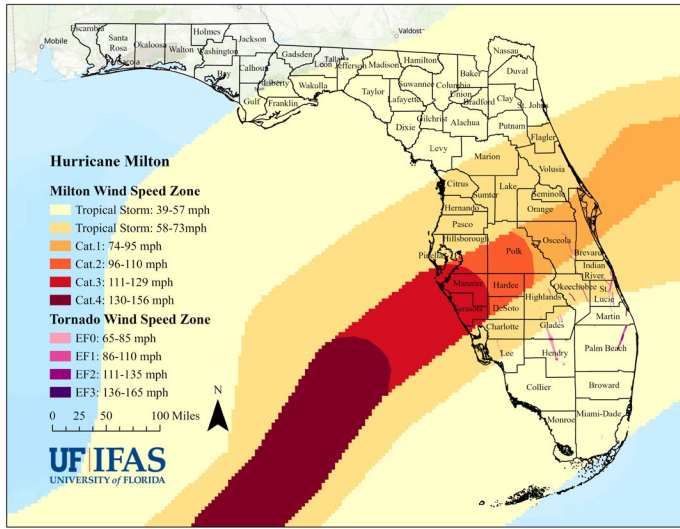 Escambia
Holmes
Jackson
Santa
Rosa
Okaloosa
Walton
Washington
Mobile
Bay
Calhoun
Gulf
Liberty
Franklin
Gadsden
Leon
Wakulla
Jefferson
Madison
Taylor
Hamilton
Suwannee
Lafayette
Columbia
Dixie
Gilchrist
Baker
Union
Bradford
Alachua
Levy
Valdost
Nassau
Duval
Clay
St. Johns
Putnam
Flagler
Marion
Volusia
Citrus
Sumter
Lake
Seminole
Hernando
Orange
Pasco
Hillsborough
Polk
Osceola
Brevard
Manatee
Hardee
Indian
River
Okeechobee
St.
Lucie
Highlands
Sarasota
DeSoto
Martin
Charlotte
Glades
Lee
Hendry
Palm Beach
Collier
Broward
Monroe
Miami-Dade
Hurricane Milton
Milton Wind Speed Zone
Tropical Storm: 39-57 mph
Tropical Storm: 58-73mph
Cat.1: 74-95 mph
Cat.2: 96-110 mph
Cat.3: 111-129 mph
Cat.4: 130-156 mph
Tornado Wind Speed Zone
EF0: 65-85 mph
EF1: 86-110 mph
EF2: 111-135 mph
EF3: 136-165 mph
0 25 50 100 Miles
N
UF IFAS
UNIVERSITY of FLORIDA